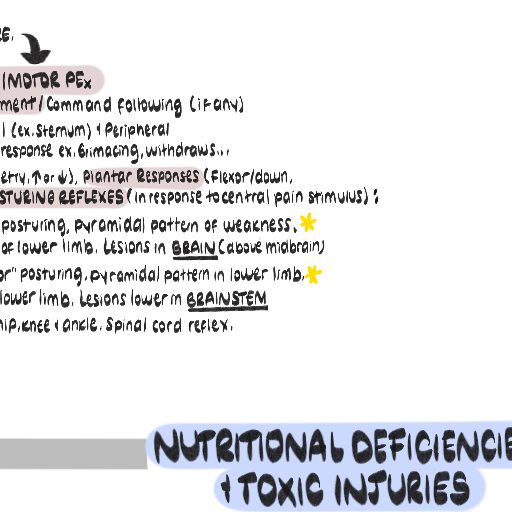 RE.
/MOTOR PEx
ment/Command Following (if any)
l (ex. Sternum) + Peripheral
response ex. Grimacing, withdraws...
etry, ↑ or ↓), Plantar Responses (Flexor/down,
STURING REFLEXES (in response to central pain stimulus):
posturing, pyramidal pattern of weakness.
of lower limb. Lesions in BRAIN (above midbrain)
or" posturing, pyramidal pattern in lower limb.
lower limb. Lesions lower in BRAINSTEM
hip, knee + ankle. Spinal cord reflex.
NUTRITIONAL DEFICIENCIE
+ TOXIC INJURIES